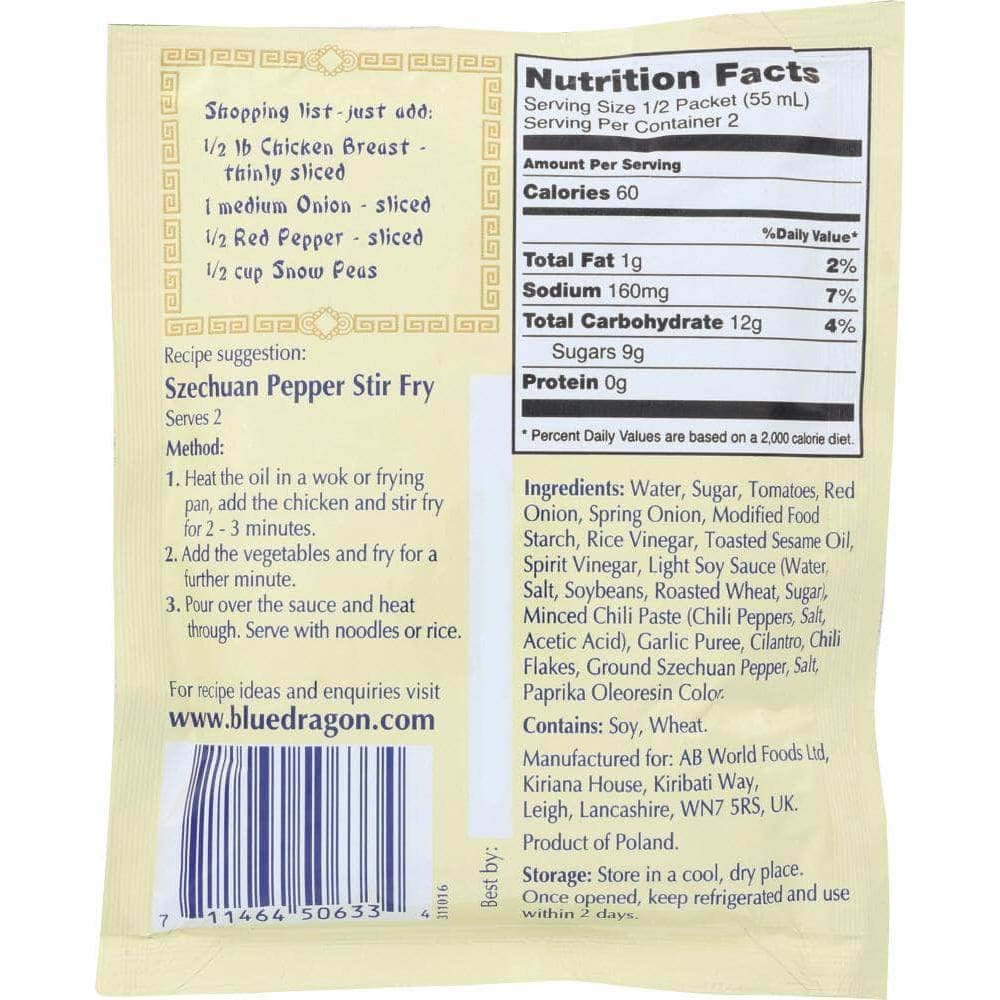 Shopping list - just add:
1/2 lb Chicken Breast -
thinly sliced
1 medium Onion - sliced
1/2 Red Pepper - sliced
1/2 cup Snow Peas
Recipe suggestion:
Szechuan Pepper Stir Fry
Serves 2
Method:
1. Heat the oil in a wok or frying
pan, add the chicken and stir fry
for 2 - 3 minutes.
2. Add the vegetables and fry for a
further minute.
3. Pour over the sauce and heat
through. Serve with noodles or rice.
For recipe ideas and enquiries visit
www.bluedragon.com
7 11464 50633 4
311016
Best by:
Nutrition Facts
Serving Size 1/2 Packet (55 mL)
Serving Per Container 2
Amount Per Serving
Calories 60
%Daily Value*
Total Fat 1g 2%
Sodium 160mg 7%
Total Carbohydrate 12g 4%
Sugars 9g
Protein 0g
* Percent Daily Values are based on a 2,000 calorie diet.
Ingredients: Water, Sugar, Tomatoes, Red
Onion, Spring Onion, Modified Food
Starch, Rice Vinegar, Toasted Sesame Oil,
Spirit Vinegar, Light Soy Sauce (Water,
Salt, Soybeans, Roasted Wheat, Sugar),
Minced Chili Paste (Chili Peppers, Salt,
Acetic Acid), Garlic Puree, Cilantro, Chili
Flakes, Ground Szechuan Pepper, Salt,
Paprika Oleoresin Color.
Contains: Soy, Wheat.
Manufactured for: AB World Foods Ltd,
Kiriana House, Kiribati Way,
Leigh, Lancashire, WN7 5RS, UK.
Product of Poland.
Storage: Store in a cool, dry place.
Once opened, keep refrigerated and use
within 2 days.